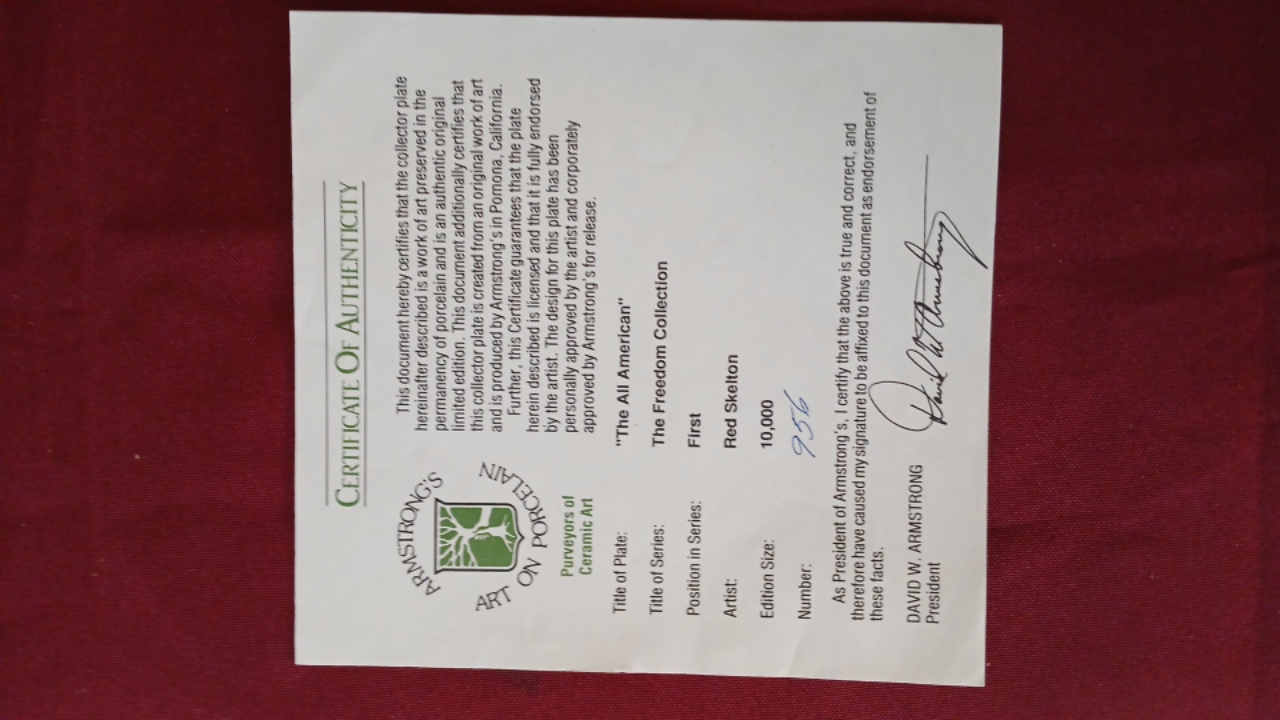 CERTIFICATE OF AUTHENTICITY
ARMSTRONG'S
ART ON PORCELAIN
Purveyors of
Ceramic Art
This document hereby certifies that the collector plate
hereinafter described is a work of art preserved in the
permanency of porcelain and is an authentic original
limited edition. This document additionally certifies that
this collector plate is created from an original work of art
and is produced by Armstrong's in Pomona, California.
Further, this Certificate guarantees that the plate
herein described is licensed and that it is fully endorsed
by the artist. The design for this plate has been
personally approved by the artist and corporately
approved by Armstrong's for release.
Title of Plate: "The All American"
Title of Series: The Freedom Collection
Position in Series: First
Artist: Red Skelton
Edition Size: 10,000
Number: 956
As President of Armstrong's, I certify that the above is true and correct, and
therefore have caused my signature to be affixed to this document as endorsement of
these facts.
DAVID W. ARMSTRONG
President
David W Armstrong